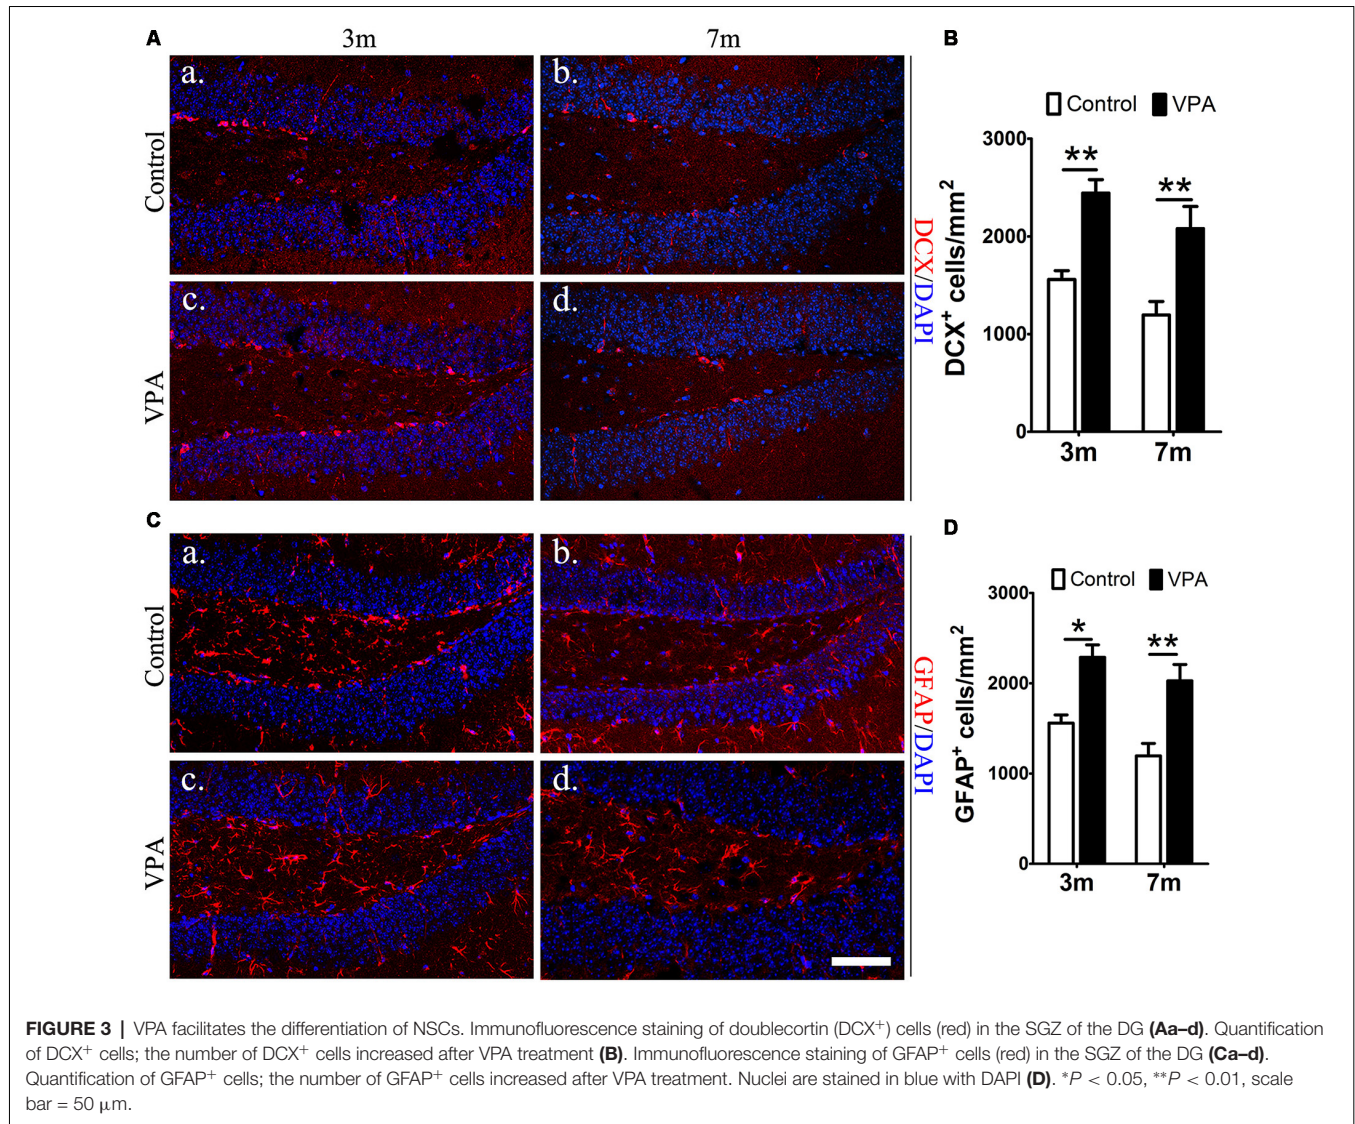 A
3m
7m
a.
b.
Control
c.
d.
VPA
DCX/DAPI
B
Control VPA
3000
2000
1000
0
DCX⁺ cells/mm²
** **
3m 7m
C
a.
b.
Control
c.
d.
VPA
GFAP/DAPI
D
Control VPA
3000
2000
1000
0
GFAP⁺ cells/mm²
* **
3m 7m
FIGURE 3 | VPA facilitates the differentiation of NSCs. Immunofluorescence staining of doublecortin (DCX⁺) cells (red) in the SGZ of the DG (Aa–d). Quantification
of DCX⁺ cells; the number of DCX⁺ cells increased after VPA treatment (B). Immunofluorescence staining of GFAP⁺ cells (red) in the SGZ of the DG (Ca–d).
Quantification of GFAP⁺ cells; the number of GFAP⁺ cells increased after VPA treatment. Nuclei are stained in blue with DAPI (D). *P < 0.05, **P < 0.01, scale
bar = 50 μm.